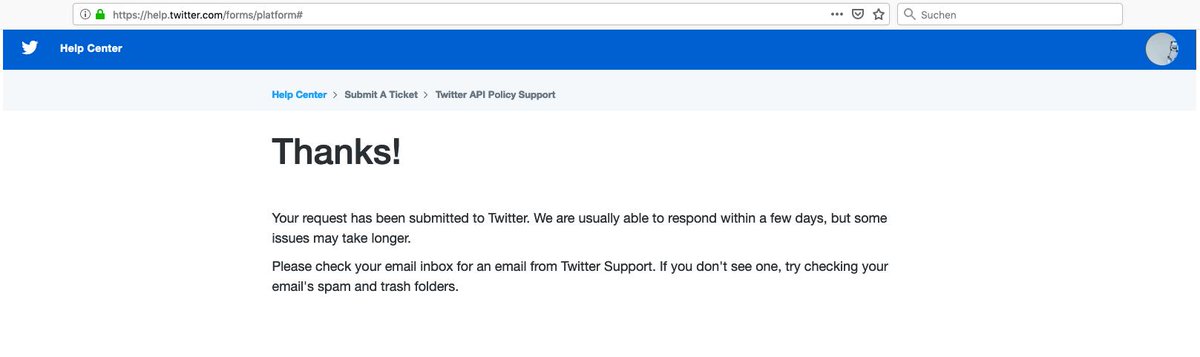 https://help.twitter.com/forms/platform#
Suchen
Help Center
Help Center > Submit A Ticket > Twitter API Policy Support
Thanks!
Your request has been submitted to Twitter. We are usually able to respond within a few days, but some
issues may take longer.
Please check your email inbox for an email from Twitter Support. If you don't see one, try checking your
email's spam and trash folders.